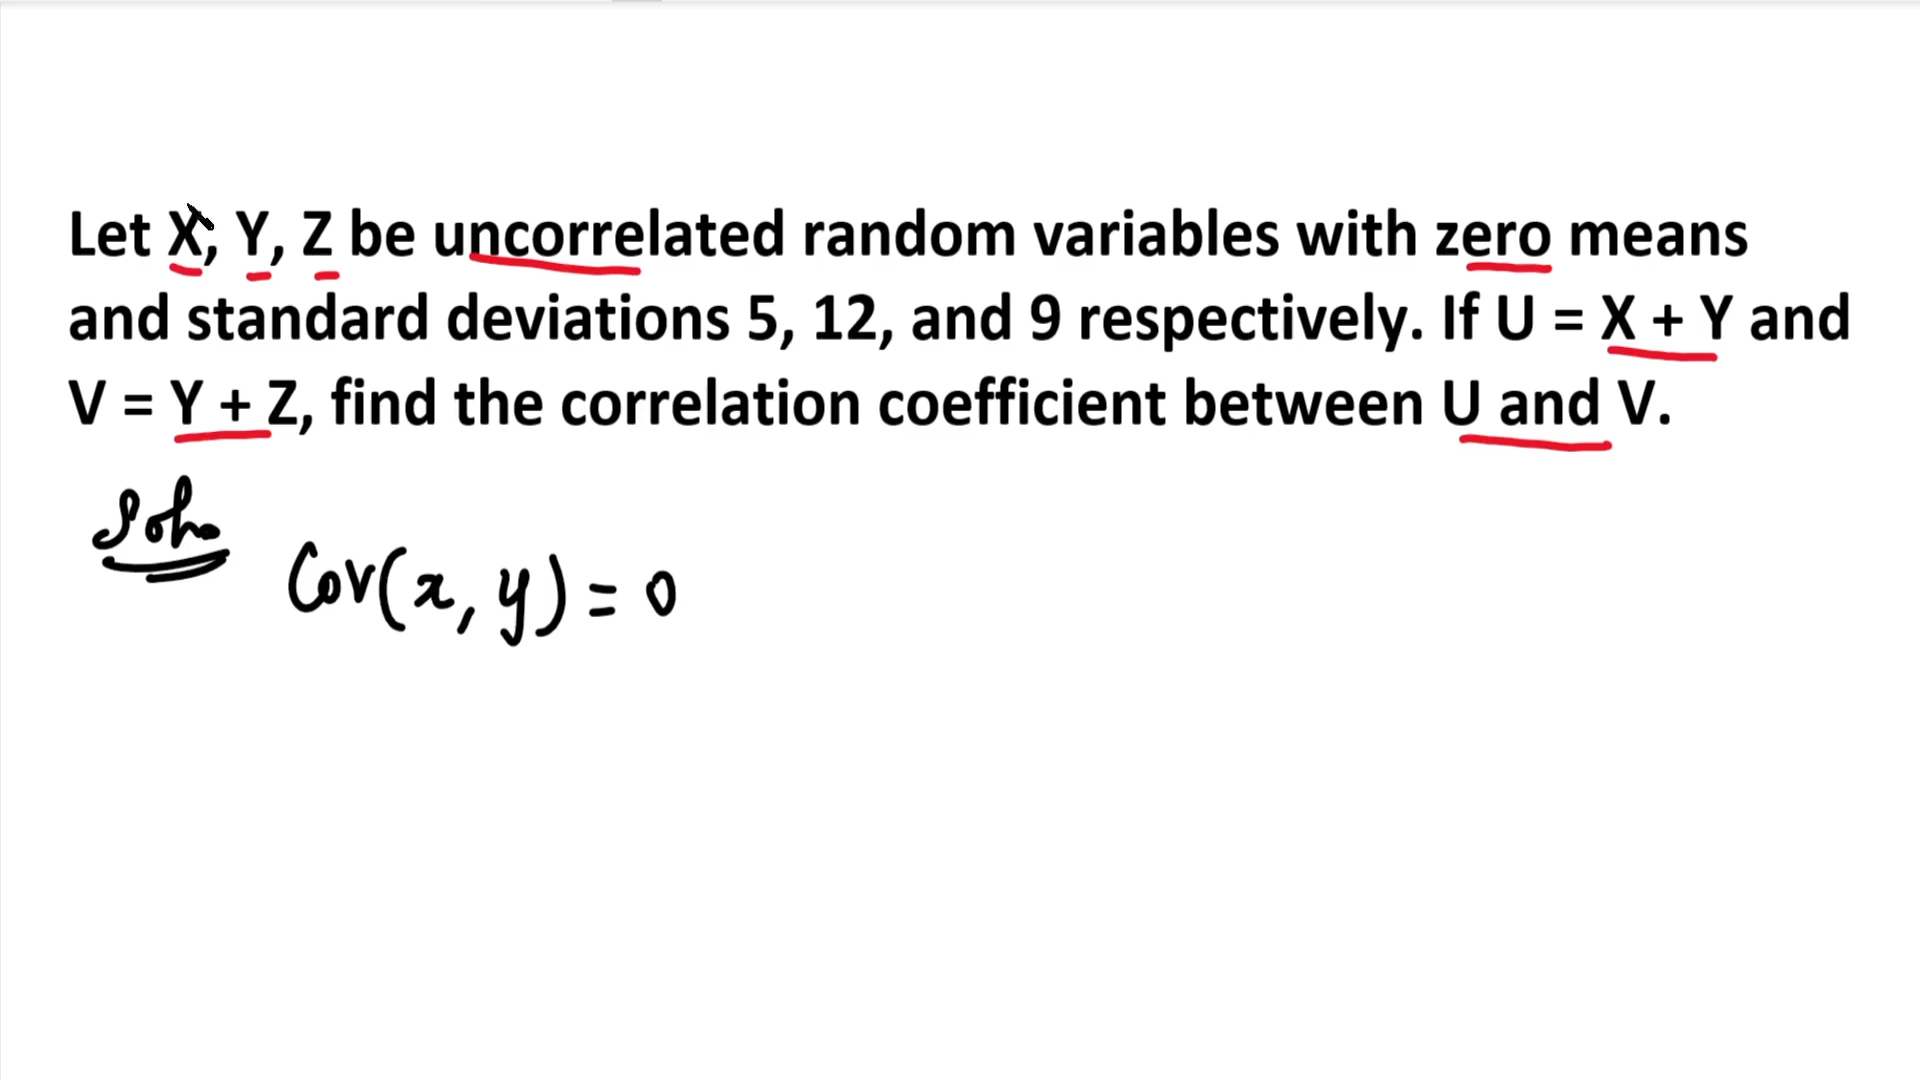 Let X, Y, Z be uncorrelated random variables with zero means
and standard deviations 5, 12, and 9 respectively. If U = X + Y and
V = Y + Z, find the correlation coefficient between U and V.
Soln
Cov(x, y) = 0